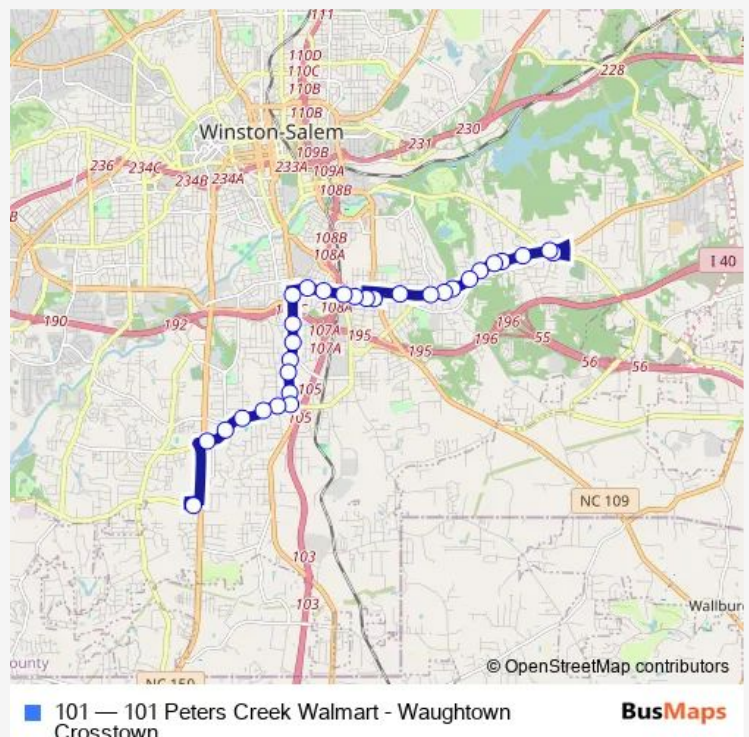 111
110D
110C
110B
228
110B
Winston-Salem
230
231
109B
236
234C
233A
109A
234B
234A
108B
B
108B
108A
I 40
190
192
108A
107A
195
196
107A
195
196
55
56
56
105
105
NC 109
103
103
Wallbur
ounty
© OpenStreetMap contributors
NC 150
101 — 101 Peters Creek Walmart - Waughtown
Crosstown
BusMaps